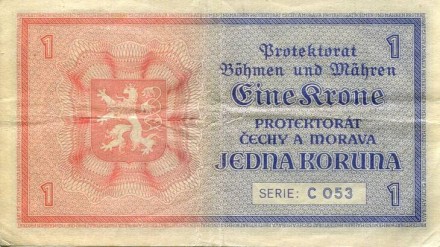 1
1
Protektorat
Böhmen und Mähren
Eine Krone
PROTEKTORÁT
ČECHY A MORAVA
JEDNA KORUNA
SERIE: C 053
1
1